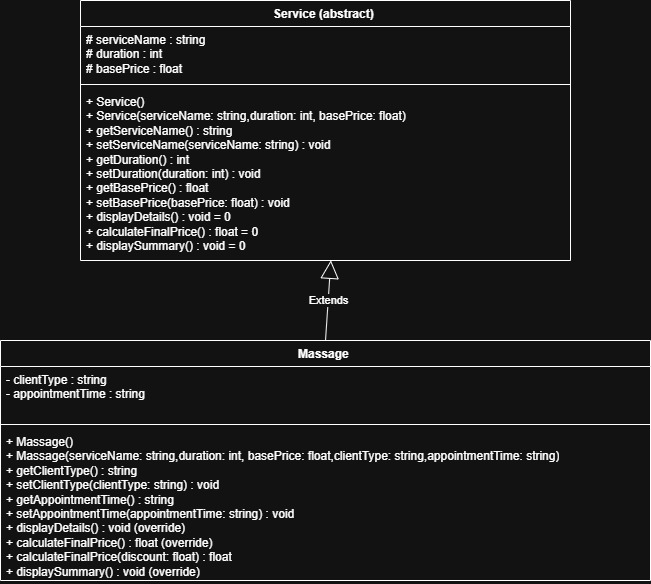 Service (abstract)
# serviceName : string
# duration : int
# basePrice : float
+ Service()
+ Service(serviceName: string,duration: int, basePrice: float)
+ getServiceName() : string
+ setServiceName(serviceName: string) : void
+ getDuration() : int
+ setDuration(duration: int) : void
+ getBasePrice() : float
+ setBasePrice(basePrice: float) : void
+ displayDetails() : void = 0
+ calculateFinalPrice() : float = 0
+ displaySummary() : void = 0
Extends
Massage
- clientType : string
- appointmentTime : string
+ Massage()
+ Massage(serviceName: string,duration: int, basePrice: float,clientType: string,appointmentTime: string)
+ getClientType() : string
+ setClientType(clientType: string) : void
+ getAppointmentTime() : string
+ setAppointmentTime(appointmentTime: string) : void
+ displayDetails() : void (override)
+ calculateFinalPrice() : float (override)
+ calculateFinalPrice(discount: float) : float
+ displaySummary() : void (override)